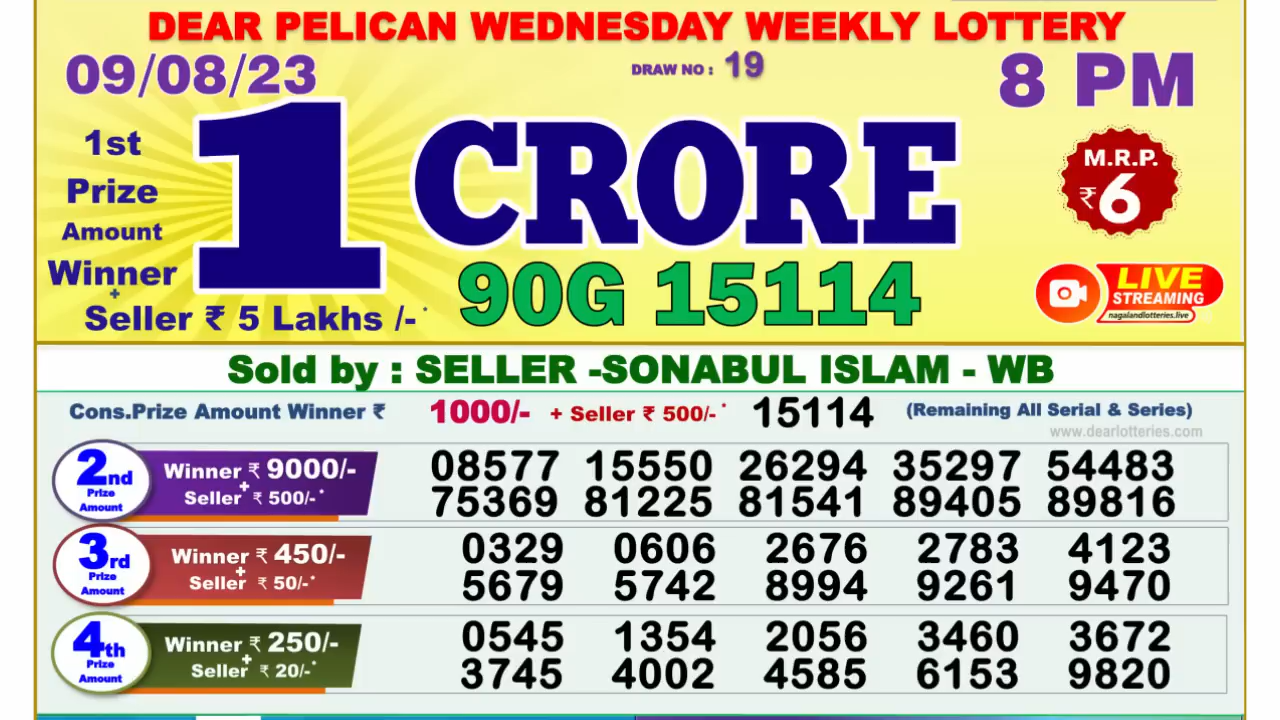 DEAR PELICAN WEDNESDAY WEEKLY LOTTERY
09/08/23
DRAW NO : 19
8 PM
1st
Prize
Amount
Winner
+
Seller ₹ 5 Lakhs /-*
1 CRORE
90G 15114
M.R.P.
₹ 6
LIVE
STREAMING
nagalandlotteries.live
Sold by : SELLER -SONABUL ISLAM - WB
Cons.Prize Amount Winner ₹ 1000/- + Seller ₹ 500/-* 15114 (Remaining All Serial & Series)
www.dearlotteries.com
2nd
Prize
Amount
Winner ₹ 9000/-
+
Seller ₹ 500/-*
08577 15550 26294 35297 54483
75369 81225 81541 89405 89816
3rd
Prize
Amount
Winner ₹ 450/-
+
Seller ₹ 50/-*
0329 0606 2676 2783 4123
5679 5742 8994 9261 9470
4th
Prize
Amount
Winner ₹ 250/-
+
Seller ₹ 20/-*
0545 1354 2056 3460 3672
3745 4002 4585 6153 9820